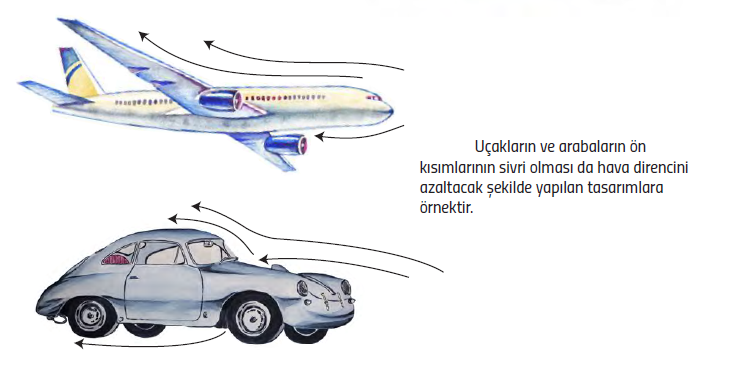 Uçakların ve arabaların ön
kısımlarının sivri olması da hava direncini
azaltacak şekilde yapılan tasarımlara
örnektir.